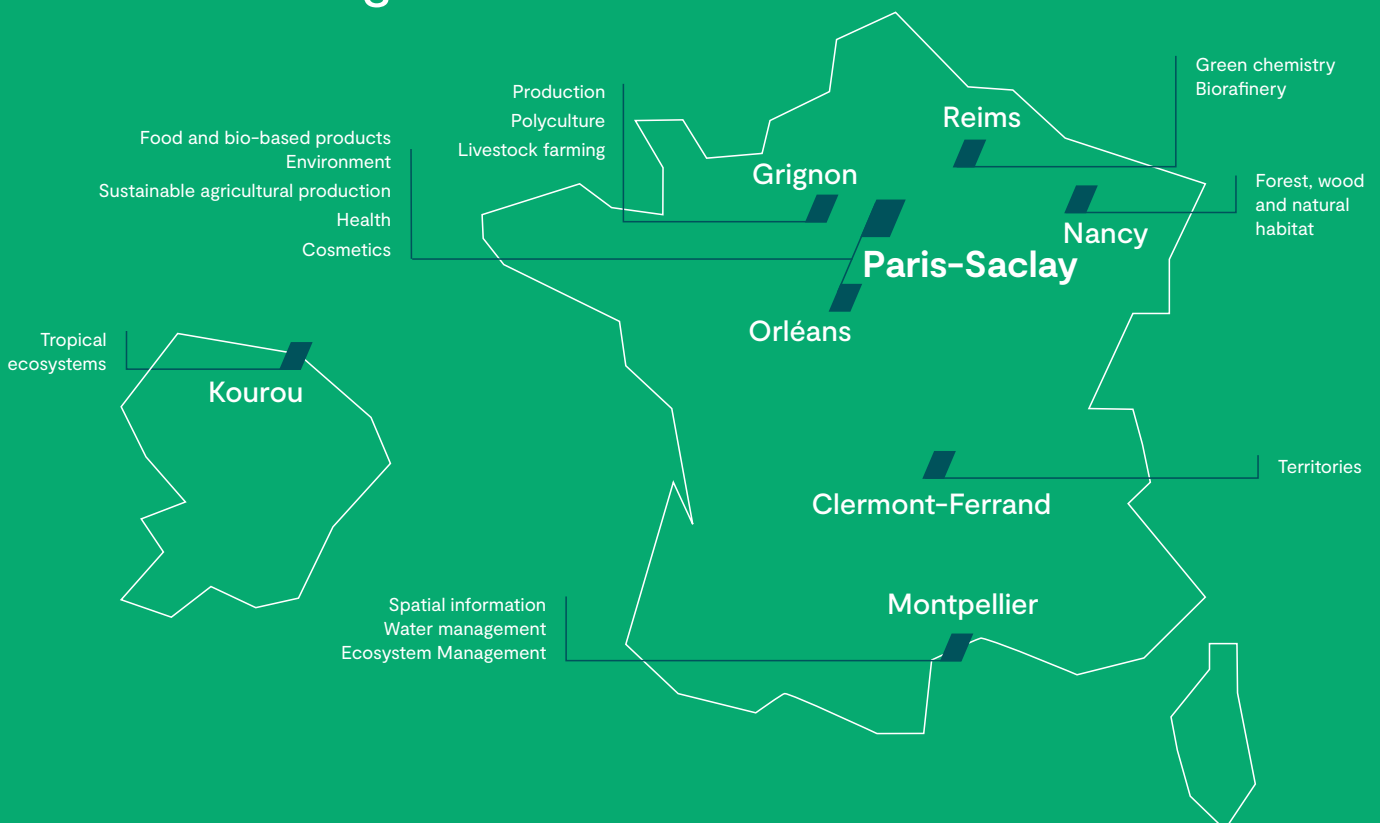 g
Production
Polyculture
Livestock farming
Food and bio-based products
Environment
Sustainable agricultural production
Health
Cosmetics
Grignon
Reims
Green chemistry
Biorafinery
Forest, wood
and natural
habitat
Nancy
Paris-Saclay
Orléans
Tropical
ecosystems
Kourou
Clermont-Ferrand
Territories
Spatial information
Water management
Ecosystem Management
Montpellier